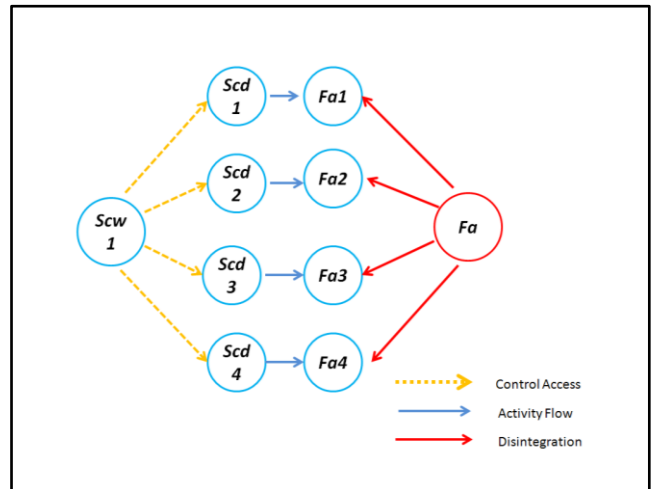 Scd
1
Fa1
Scd
2
Fa2
Scw
1
Fa
Scd
3
Fa3
Scd
4
Fa4
Control Access
Activity Flow
Disintegration